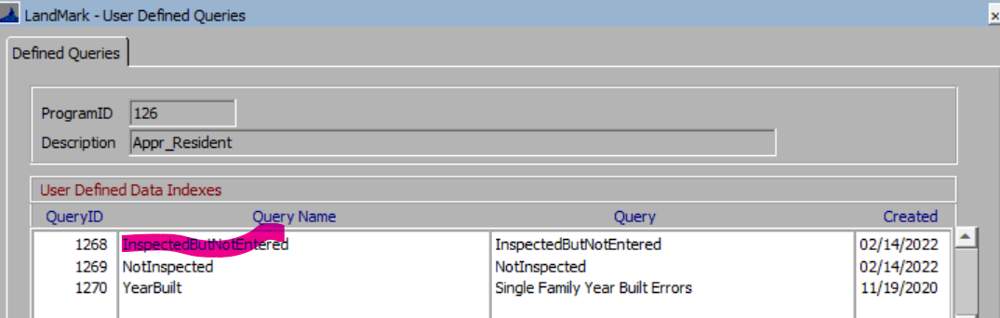 LandMark - User Defined Queries
Defined Queries
ProgramID 126
Description Appr_Resident
User Defined Data Indexes
QueryID Query Name Query Created
1268 InspectedButNotEntered InspectedButNotEntered 02/14/2022
1269 NotInspected NotInspected 02/14/2022
1270 YearBuilt Single Family Year Built Errors 11/19/2020